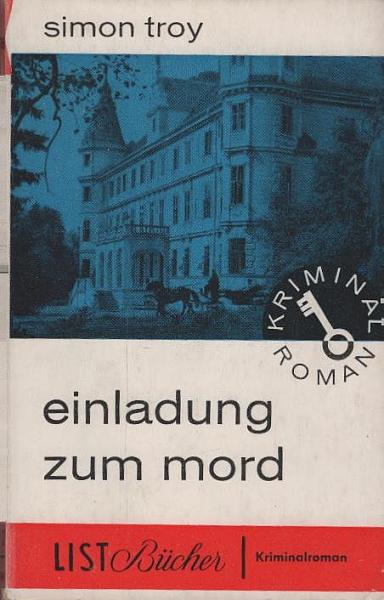 simon troy
KRIMINAL
ROMAN
einladung
zum mord
LIST Bücher | Kriminalroman